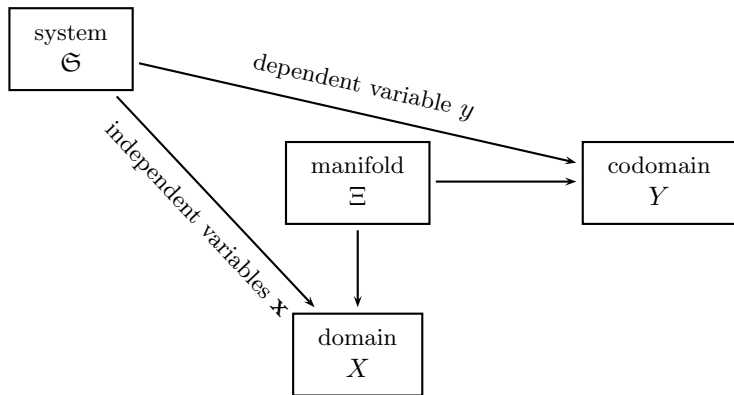 system
𝔖
dependent variable y
independent variables 𝐱
manifold
Ξ
codomain
Y
domain
X